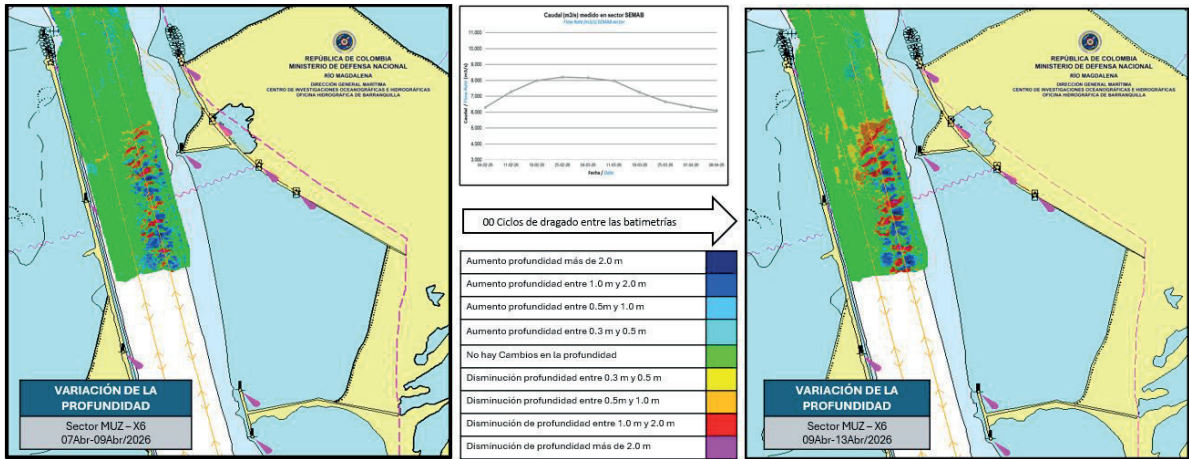 REPÚBLICA DE COLOMBIA
MINISTERIO DE DEFENSA NACIONAL
RÍO MAGDALENA
DIRECCIÓN GENERAL MARÍTIMA
CENTRO DE INVESTIGACIONES OCEANOGRÁFICAS E HIDROGRÁFICAS
OFICINA HIDROGRÁFICA DE BARRANQUILLA
VARIACIÓN DE LA
PROFUNDIDAD
Sector MUZ – X6
07Abr-09Abr/2026
Caudal (m3/s) medido en sector SEMAB
Caudal / Flow Rate (m3/s)
11,000
10,000
9,000
8,000
7,000
6,000
5,000
4,000
3,000
Fecha / Date
00 Ciclos de dragado entre las batimetrías
Aumento profundidad más de 2.0 m
Aumento profundidad entre 1.0 m y 2.0 m
Aumento profundidad entre 0.5m y 1.0 m
Aumento profundidad entre 0.3 m y 0.5 m
No hay Cambios en la profundidad
Disminución profundidad entre 0.3 m y 0.5 m
Disminución profundidad entre 0.5m y 1.0 m
Disminución de profundidad entre 1.0 m y 2.0 m
Disminución de profundidad más de 2.0 m
REPÚBLICA DE COLOMBIA
MINISTERIO DE DEFENSA NACIONAL
RÍO MAGDALENA
DIRECCIÓN GENERAL MARÍTIMA
CENTRO DE INVESTIGACIONES OCEANOGRÁFICAS E HIDROGRÁFICAS
OFICINA HIDROGRÁFICA DE BARRANQUILLA
VARIACIÓN DE LA
PROFUNDIDAD
Sector MUZ – X6
09Abr-13Abr/2026